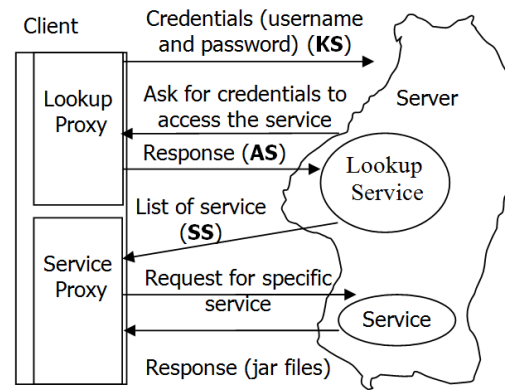 Client
Credentials (username
and password) (KS)
Lookup
Proxy
Ask for credentials to
access the service
Server
Response (AS)
Lookup
Service
List of service
(SS)
Service
Proxy
Request for specific
service
Service
Response (jar files)